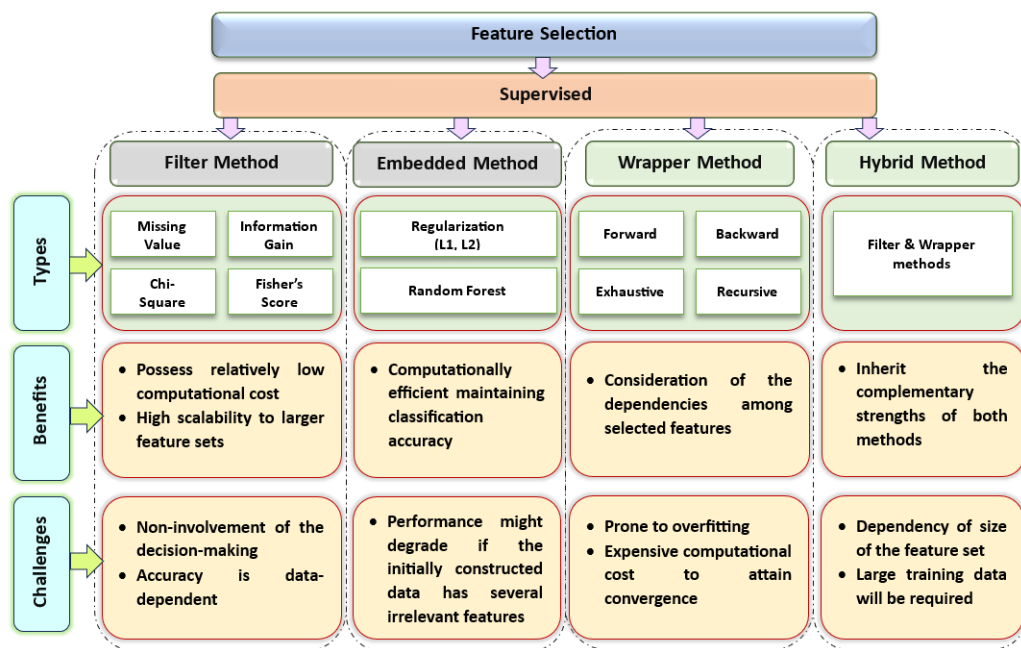 Feature Selection
Supervised
Filter Method
Embedded Method
Wrapper Method
Hybrid Method
Types
Missing
Value
Information
Gain
Chi-
Square
Fisher's
Score
Regularization
(L1, L2)
Random Forest
Forward
Backward
Exhaustive
Recursive
Filter & Wrapper
methods
Benefits
• Possess relatively low
computational cost
• High scalability to larger
feature sets
• Computationally
efficient maintaining
classification
accuracy
• Consideration of the
dependencies among
selected features
• Inherit the
complementary
strengths of both
methods
Challenges
• Non-involvement of the
decision-making
• Accuracy is data-
dependent
• Performance might
degrade if the
initially constructed
data has several
irrelevant features
• Prone to overfitting
• Expensive computational
cost to attain
convergence
• Dependency of size
of the feature set
• Large training data
will be required